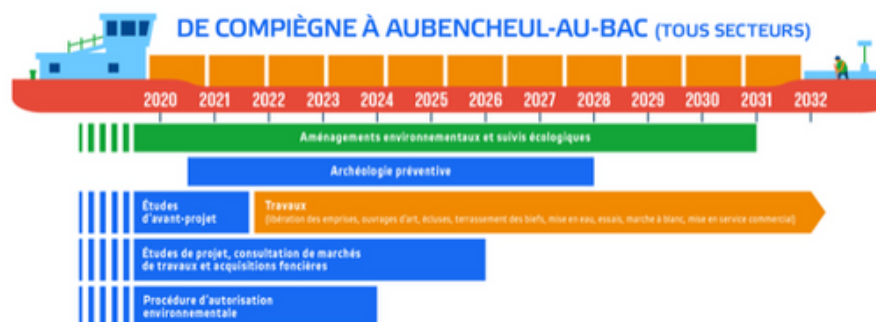 DE COMPIÈGNE À AUBENCHEUL-AU-BAC (TOUS SECTEURS)
2020 2021 2022 2023 2024 2025 2026 2027 2028 2029 2030 2031 2032
Aménagements environnementaux et suivis écologiques
Archéologie préventive
Études
d'avant-projet
Travaux
(libération des emprises, ouvrages d'art, écluses, terrassement des biefs, mise en eau, essais, marche à blanc, mise en service commercial)
Études de projet, consultation de marchés
de travaux et acquisitions foncières
Procédure d'autorisation
environnementale